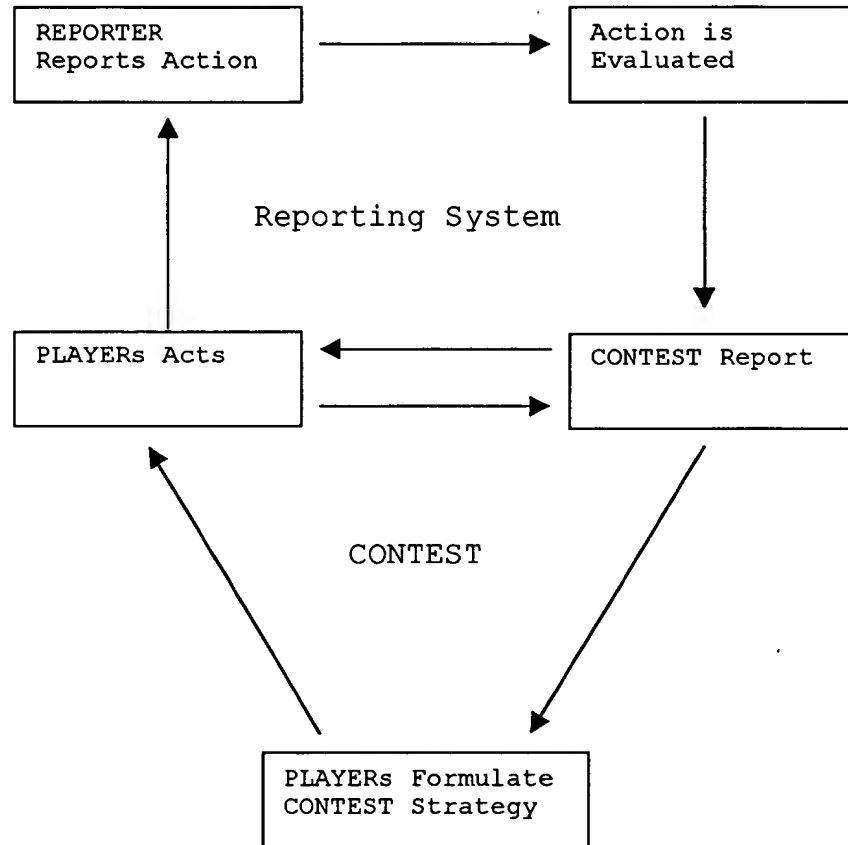 REPORTER
Reports Action
Action is
Evaluated
Reporting System
PLAYERs Acts
CONTEST Report
CONTEST
PLAYERs Formulate
CONTEST Strategy